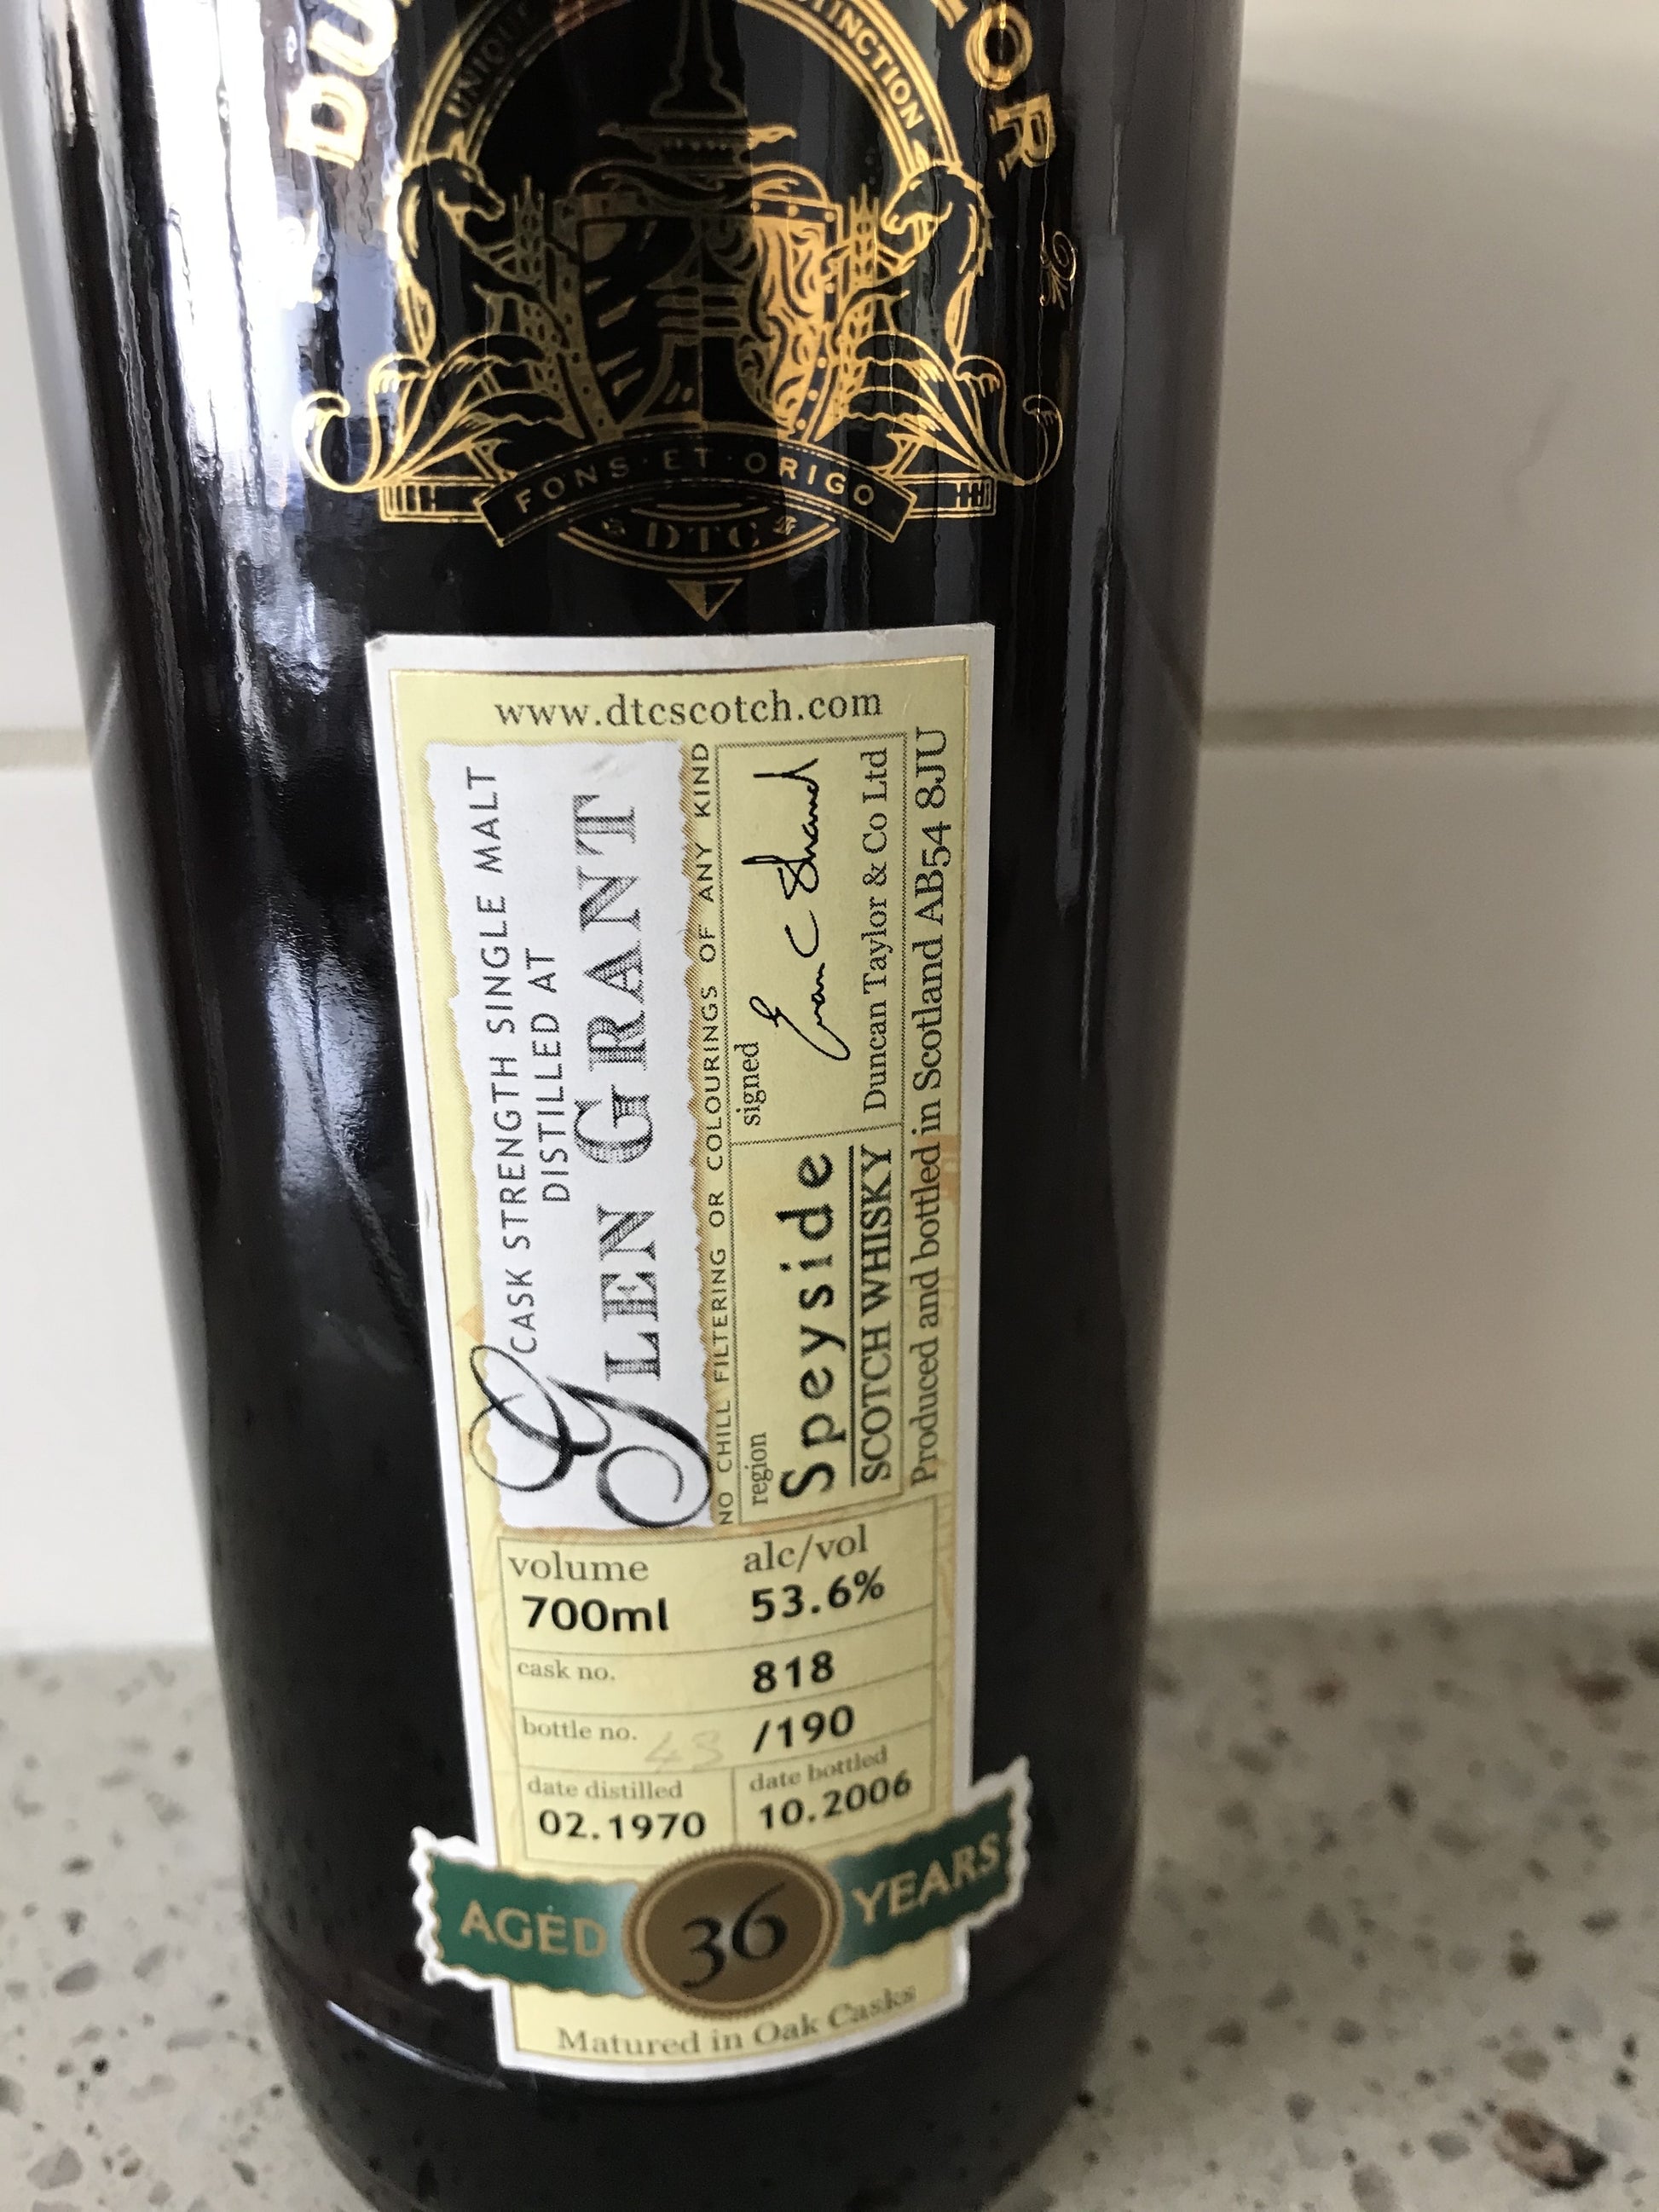 UNIQUE
DISTINCTION
FONS · ET · ORIGO
DTC
www.dtcscotch.com
CASK STRENGTH SINGLE MALT
DISTILLED AT
GLEN GRANT
NO CHILL FILTERING OR COLOURINGS OF ANY KIND
region
Speyside
SCOTCH WHISKY
signed
Euan C Shand
Duncan Taylor & Co Ltd
Produced and bottled in Scotland AB54 8JU
volume alc/vol
700ml 53.6%
cask no. 818
bottle no. /190
date distilled date bottled
02.1970 10.2006
AGED 36 YEARS
Matured in Oak Casks